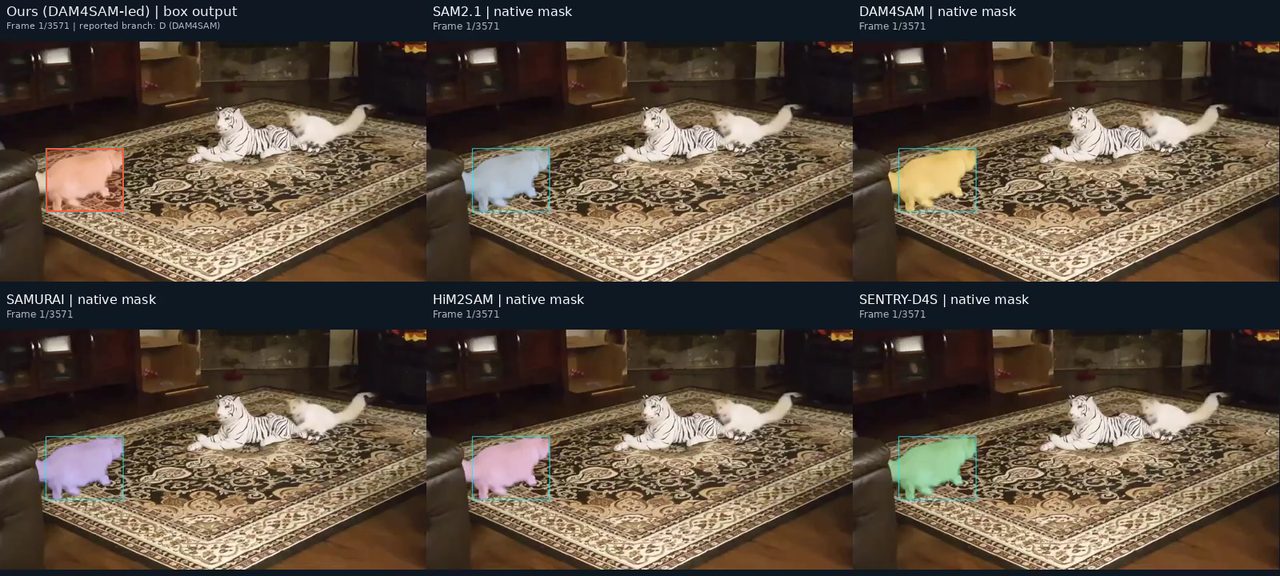 Ours (DAM4SAM-led) | box output
Frame 1/3571 | reported branch: D (DAM4SAM)
SAM2.1 | native mask
Frame 1/3571
DAM4SAM | native mask
Frame 1/3571
SAMURAI | native mask
Frame 1/3571
HiM2SAM | native mask
Frame 1/3571
SENTRY-D4S | native mask
Frame 1/3571